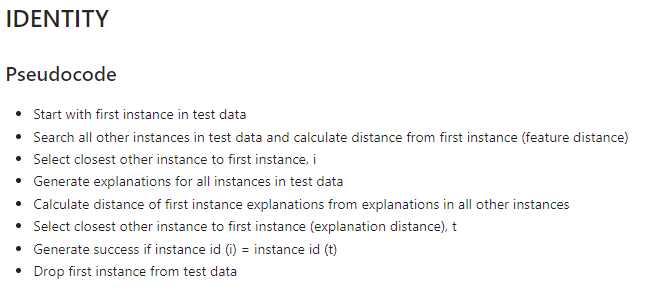 IDENTITY
Pseudocode
• Start with first instance in test data
• Search all other instances in test data and calculate distance from first instance (feature distance)
• Select closest other instance to first instance, i
• Generate explanations for all instances in test data
• Calculate distance of first instance explanations from explanations in all other instances
• Select closest other instance to first instance (explanation distance), t
• Generate success if instance id (i) = instance id (t)
• Drop first instance from test data